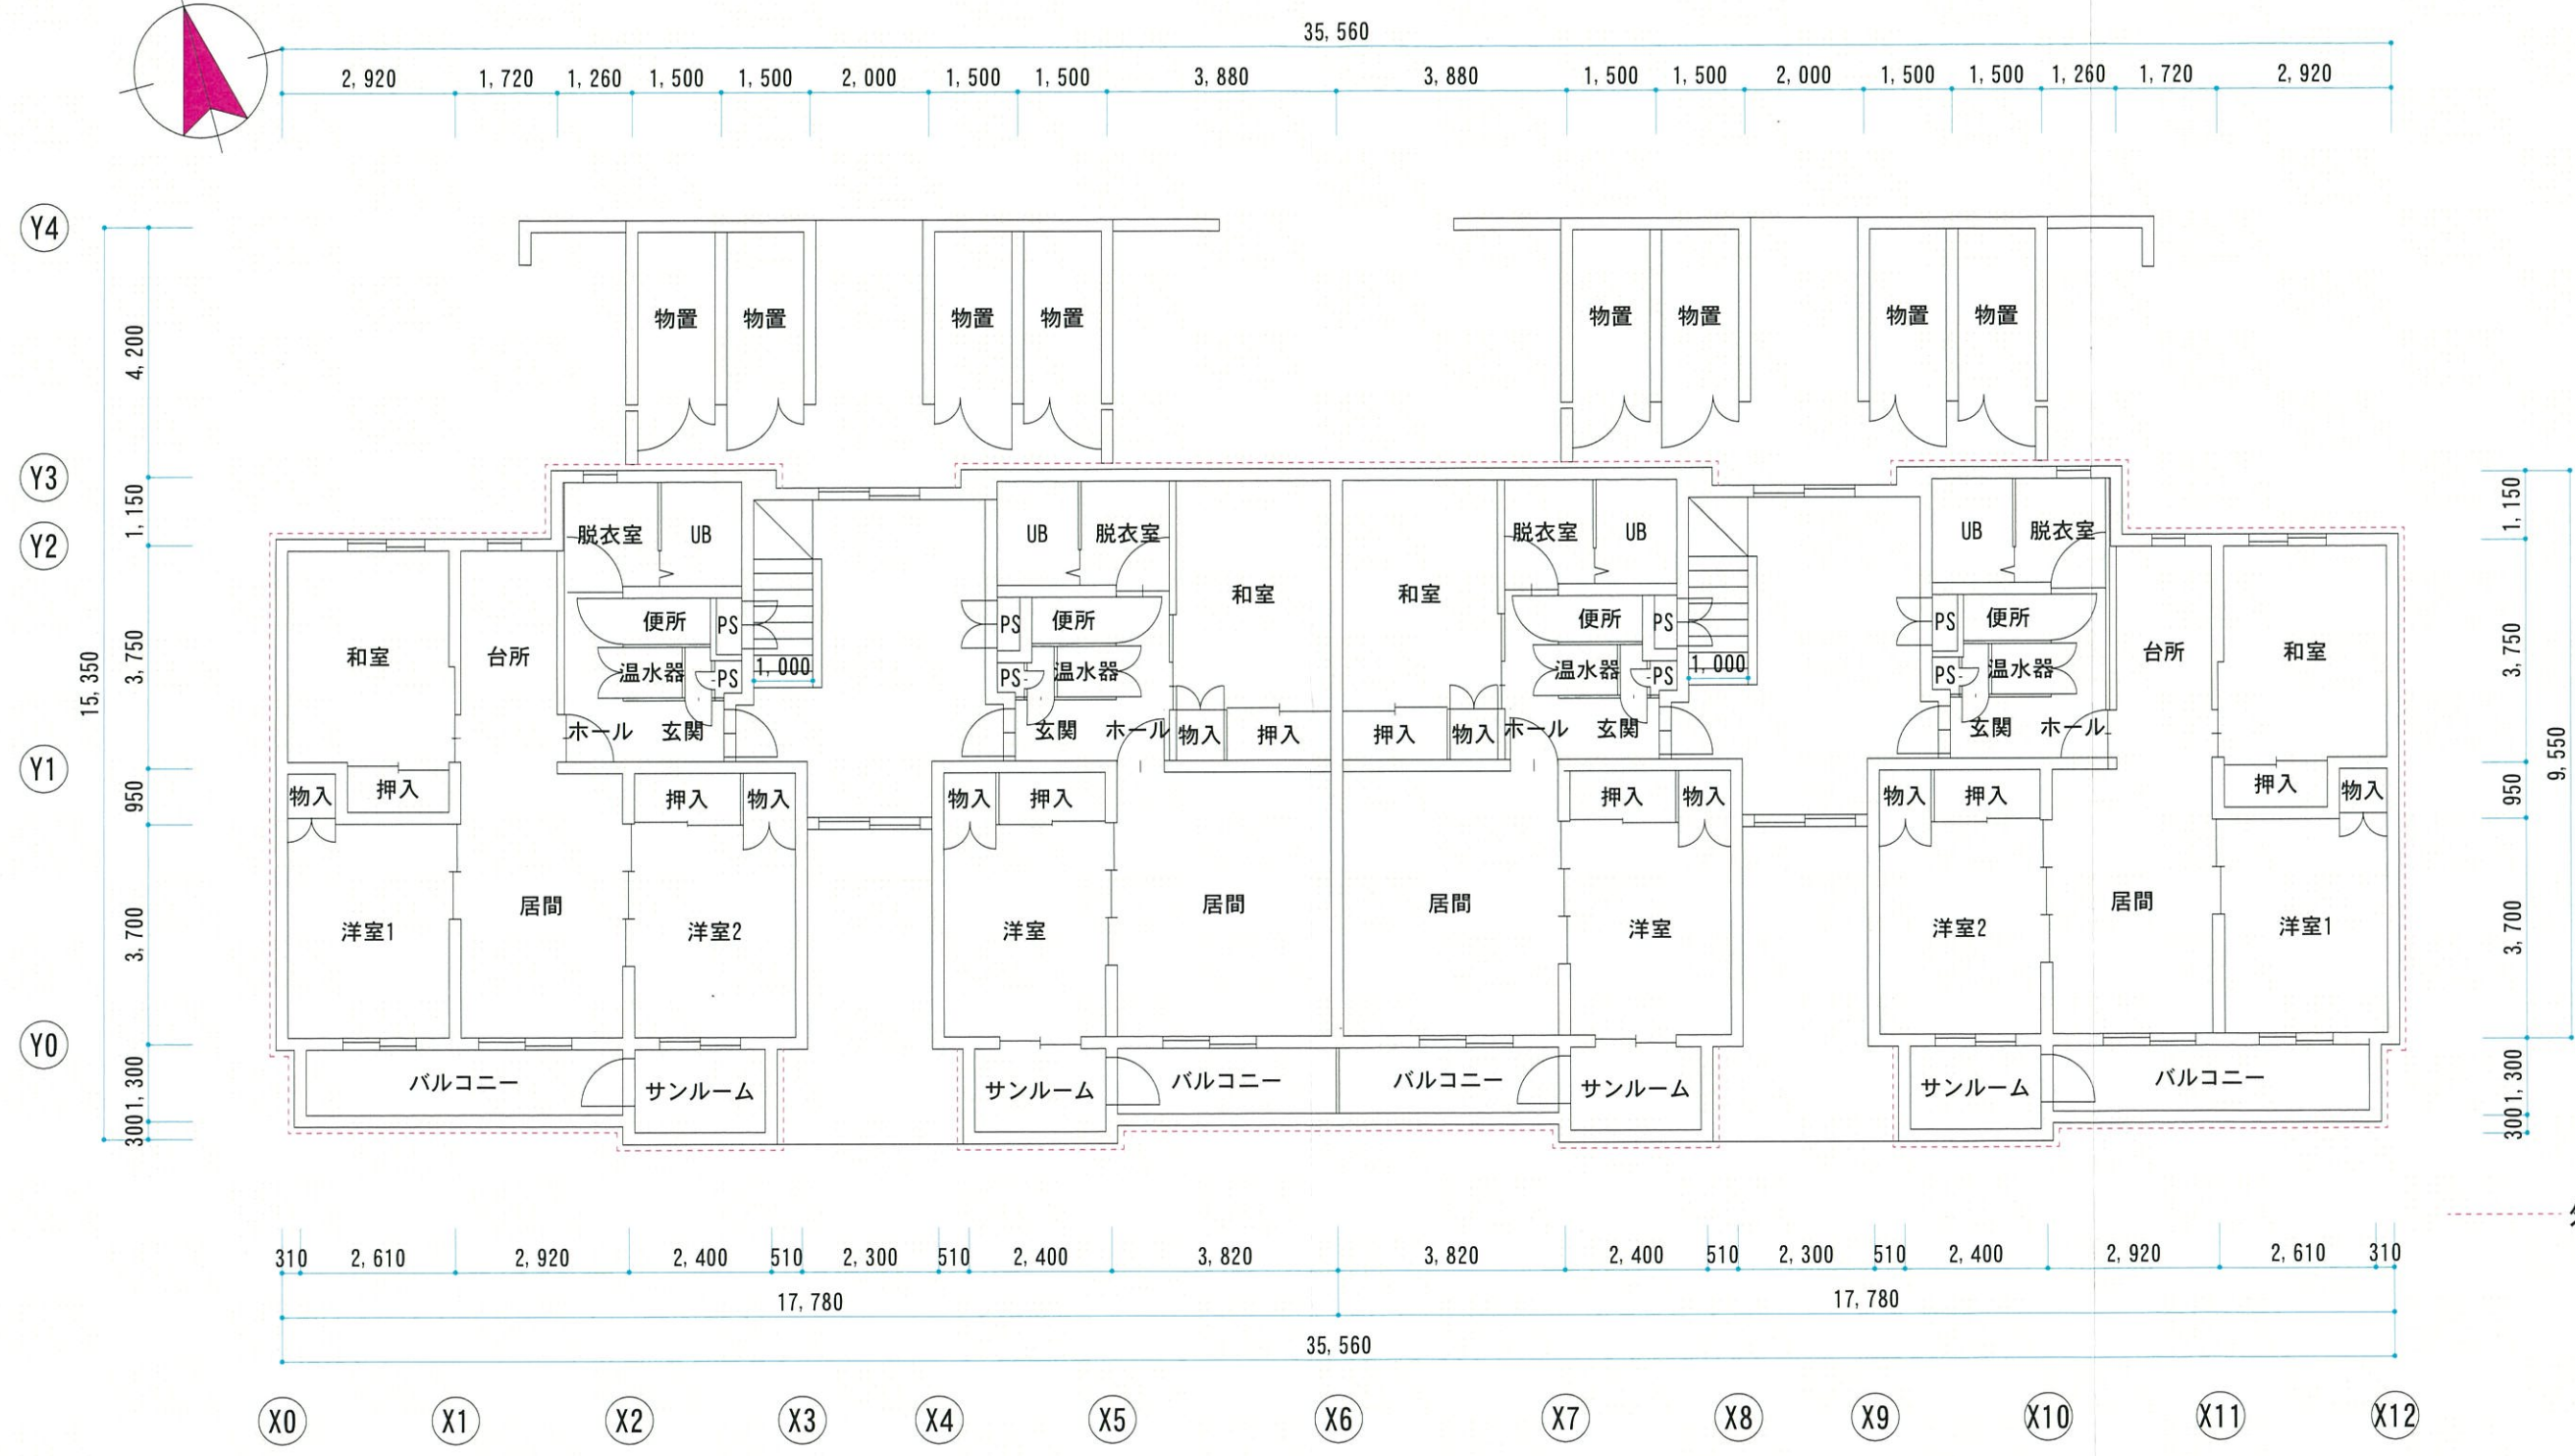 35,560
2,920 1,720 1,260 1,500 1,500 2,000 1,500 1,500 3,880 3,880 1,500 1,500 2,000 1,500 1,500 1,260 1,720 2,920
Y4
物置 物置 物置 物置 物置 物置 物置 物置
4,200
Y3
1,150 1,150
脱衣室 UB UB 脱衣室 脱衣室 UB UB 脱衣室
Y2
和室 和室
便所 PS PS 便所 便所 PS PS 便所
和室 台所 台所 和室
3,750 3,750
15,350
温水器 PS 1,000 PS 温水器 温水器 PS 1,000 PS 温水器
ホール 玄関 玄関 ホール 物入 押入 押入 物入 ホール 玄関 玄関 ホール
Y1
9,550
950 950
物入 押入 押入 物入 物入 押入 押入 物入 物入 押入 押入 物入
居間 居間 居間 居間
3,700 3,700
洋室1 洋室2 洋室 洋室 洋室2 洋室1
Y0
1,300 1,300
バルコニー サンルーム サンルーム バルコニー バルコニー サンルーム サンルーム バルコニー
300 300
310 2,610 2,920 2,400 510 2,300 510 2,400 3,820 3,820 2,400 510 2,300 510 2,400 2,920 2,610 310
17,780 17,780
35,560
X0 X1 X2 X3 X4 X5 X6 X7 X8 X9 X10 X11 X12